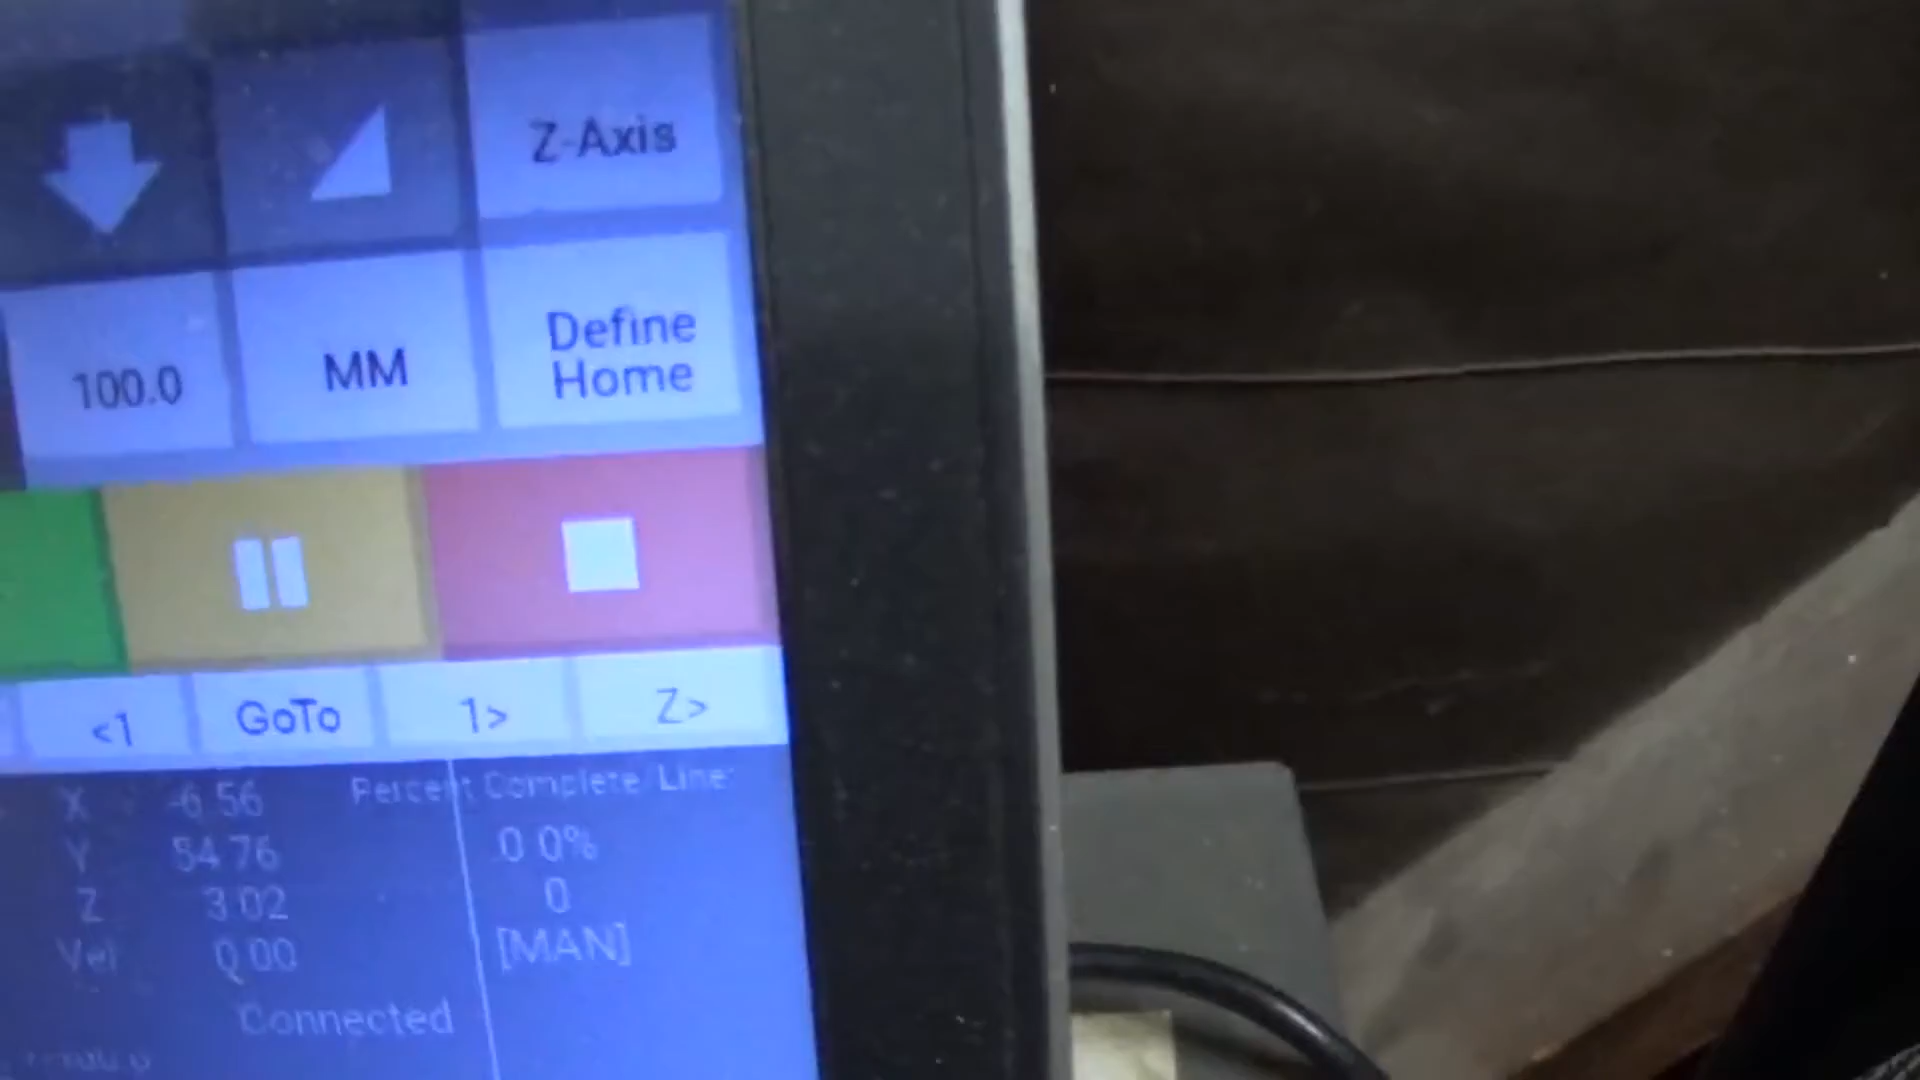 Z-Axis
100.0 MM Define Home
<1 GoTo 1> Z>
X -6.56 Percent Complete Line:
Y 54.76 0.0%
Z 3.02 0
Vel 0.00 [MAN]
Connected